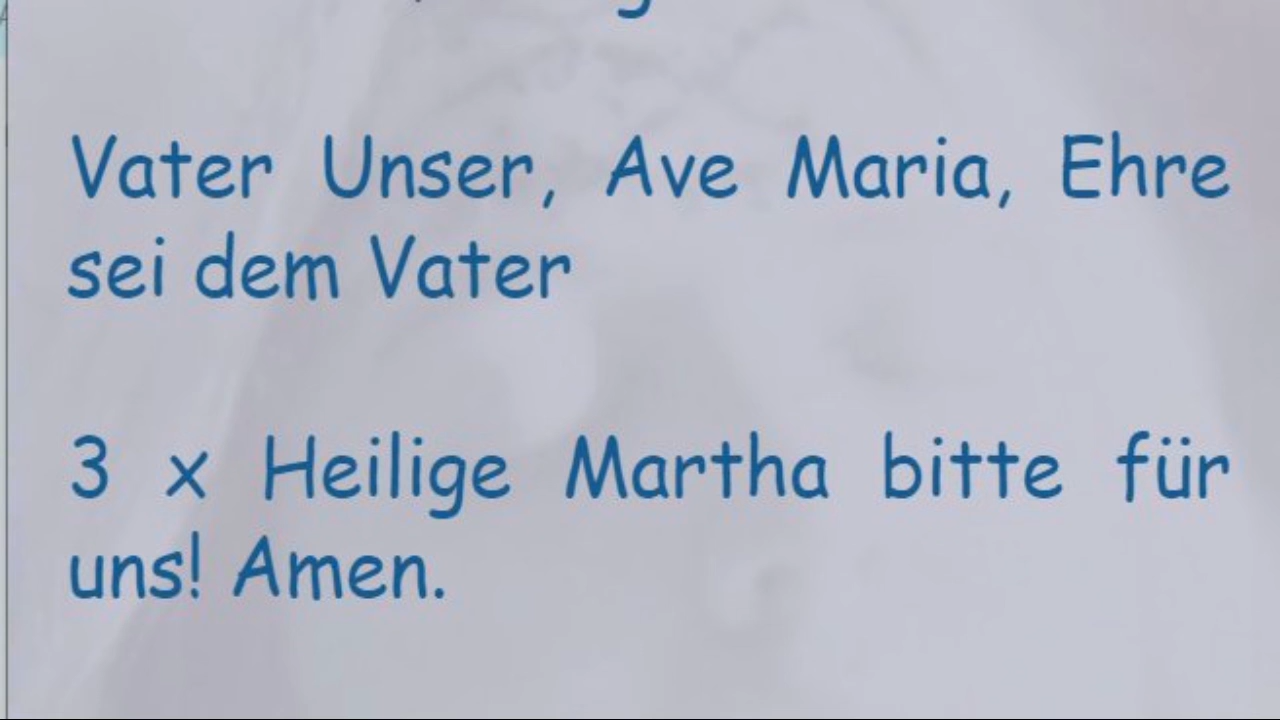 Vater Unser, Ave Maria, Ehre
sei dem Vater
3 x Heilige Martha bitte für
uns! Amen.